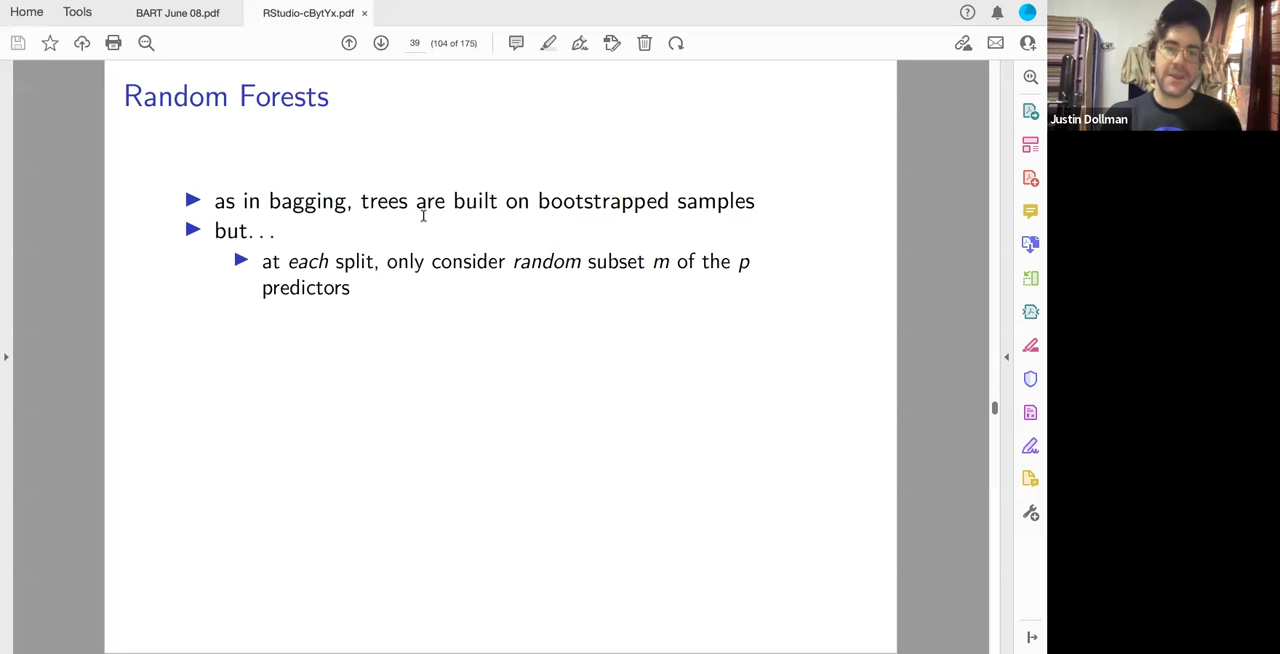 Home Tools BART June 08.pdf RStudio-cBytYx.pdf ×
39 (104 of 175)
Random Forests
as in bagging, trees are built on bootstrapped samples
but...
at each split, only consider random subset m of the p
predictors
Justin Dollman